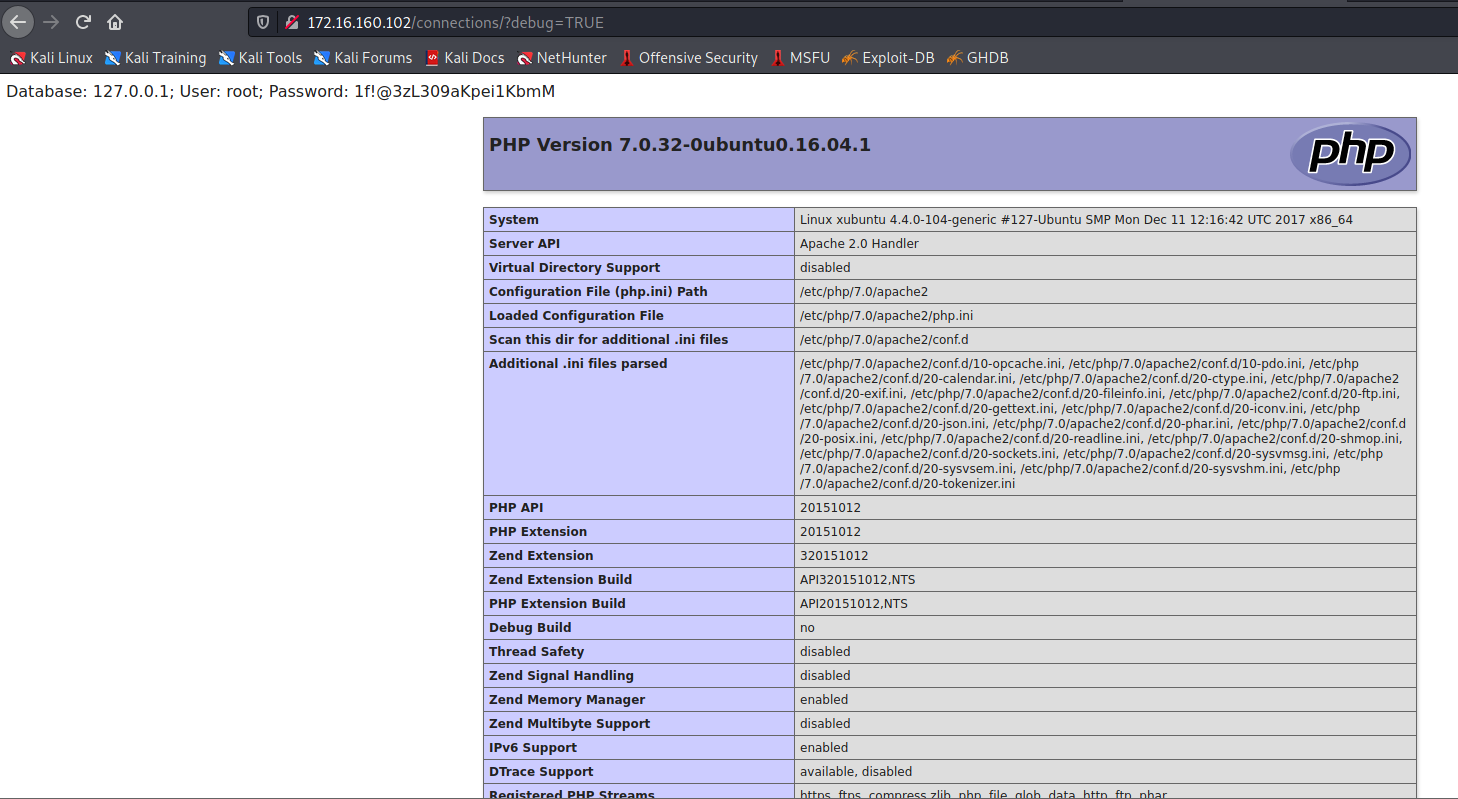 172.16.160.102/connections/?debug=TRUE
Kali Linux Kali Training Kali Tools Kali Forums Kali Docs NetHunter Offensive Security MSFU Exploit-DB GHDB
Database: 127.0.0.1; User: root; Password: 1f!@3zL309aKpei1KbmM
PHP Version 7.0.32-0ubuntu0.16.04.1
php
System Linux xubuntu 4.4.0-104-generic #127-Ubuntu SMP Mon Dec 11 12:16:42 UTC 2017 x86_64
Server API Apache 2.0 Handler
Virtual Directory Support disabled
Configuration File (php.ini) Path /etc/php/7.0/apache2
Loaded Configuration File /etc/php/7.0/apache2/php.ini
Scan this dir for additional .ini files /etc/php/7.0/apache2/conf.d
Additional .ini files parsed /etc/php/7.0/apache2/conf.d/10-opcache.ini, /etc/php/7.0/apache2/conf.d/10-pdo.ini, /etc/php
/7.0/apache2/conf.d/20-calendar.ini, /etc/php/7.0/apache2/conf.d/20-ctype.ini, /etc/php/7.0/apache2
/conf.d/20-exif.ini, /etc/php/7.0/apache2/conf.d/20-fileinfo.ini, /etc/php/7.0/apache2/conf.d/20-ftp.ini,
/etc/php/7.0/apache2/conf.d/20-gettext.ini, /etc/php/7.0/apache2/conf.d/20-iconv.ini, /etc/php
/7.0/apache2/conf.d/20-json.ini, /etc/php/7.0/apache2/conf.d/20-phar.ini, /etc/php/7.0/apache2/conf.d
/20-posix.ini, /etc/php/7.0/apache2/conf.d/20-readline.ini, /etc/php/7.0/apache2/conf.d/20-shmop.ini,
/etc/php/7.0/apache2/conf.d/20-sockets.ini, /etc/php/7.0/apache2/conf.d/20-sysvmsg.ini, /etc/php
/7.0/apache2/conf.d/20-sysvsem.ini, /etc/php/7.0/apache2/conf.d/20-sysvshm.ini, /etc/php
/7.0/apache2/conf.d/20-tokenizer.ini
PHP API 20151012
PHP Extension 20151012
Zend Extension 320151012
Zend Extension Build API320151012,NTS
PHP Extension Build API20151012,NTS
Debug Build no
Thread Safety disabled
Zend Signal Handling disabled
Zend Memory Manager enabled
Zend Multibyte Support disabled
IPv6 Support enabled
DTrace Support available, disabled
Registered PHP Streams https, ftps, compress.zlib, php, file, glob, data, http, ftp, phar